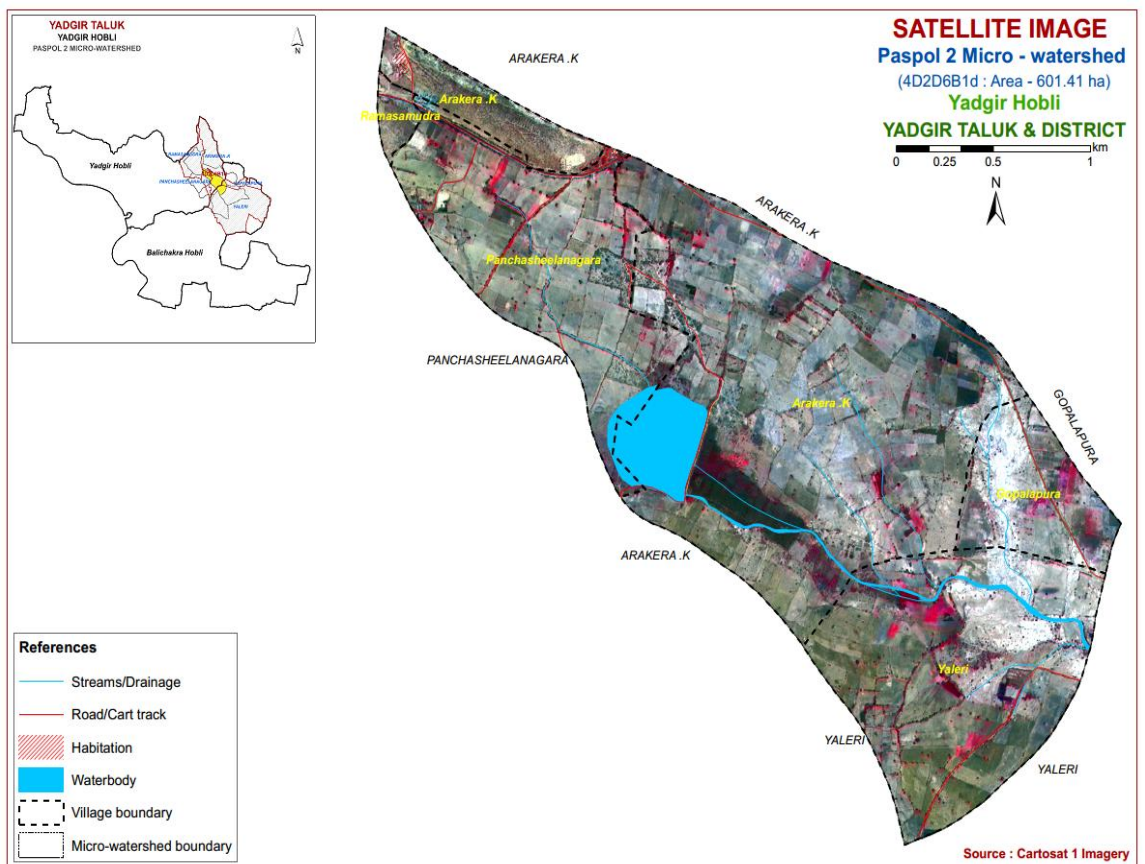 YADGIR TALUK
YADGIR HOBLI
PASPOL 2 MICRO-WATERSHED
N
Yadgir Hobli
PANCHASHEELANAGARA
YALERI
Balichakra Hobli
SATELLITE IMAGE
Paspol 2 Micro - watershed
(4D2D6B1d : Area - 601.41 ha)
Yadgir Hobli
YADGIR TALUK & DISTRICT
0 0.25 0.5 1 km
N
ARAKERA .K
Arakera .K
Ramasamudra
ARAKERA .K
Panchasheelanagara
PANCHASHEELANAGARA
Arakera .K
GOPALAPURA
Gopalapura
ARAKERA .K
Yaleri
YALERI
YALERI
References
Streams/Drainage
Road/Cart track
Habitation
Waterbody
Village boundary
Micro-watershed boundary
Source : Cartosat 1 Imagery